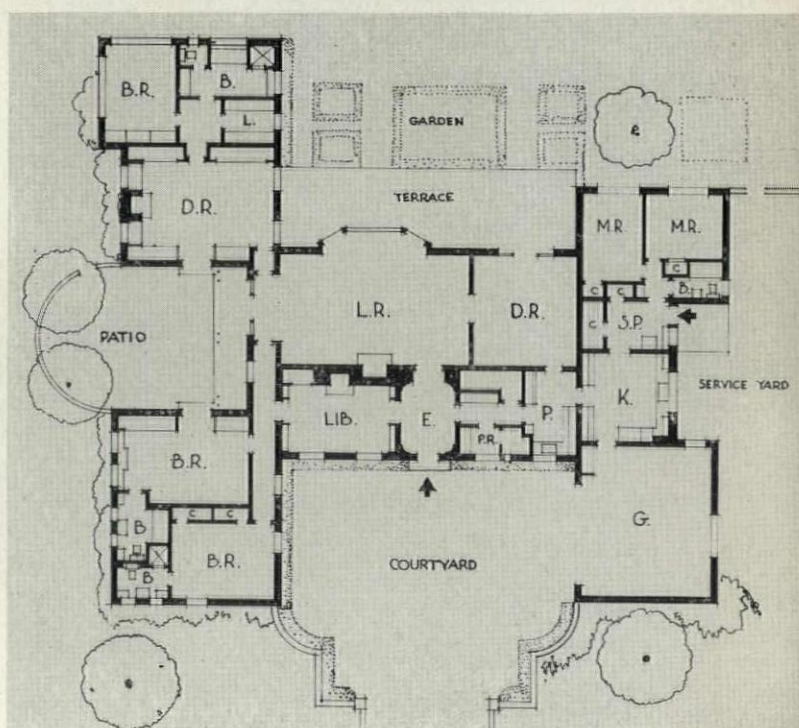 B.R.
B.
L.
GARDEN
D.R.
TERRACE
M.R.
M.R.
C
B.
C
C
C
S.P.
L.R.
D.R.
PATIO
K.
SERVICE YARD
LIB.
E.
P.
P.R.
B.R.
C
C
B
B.R.
B
G.
COURTYARD